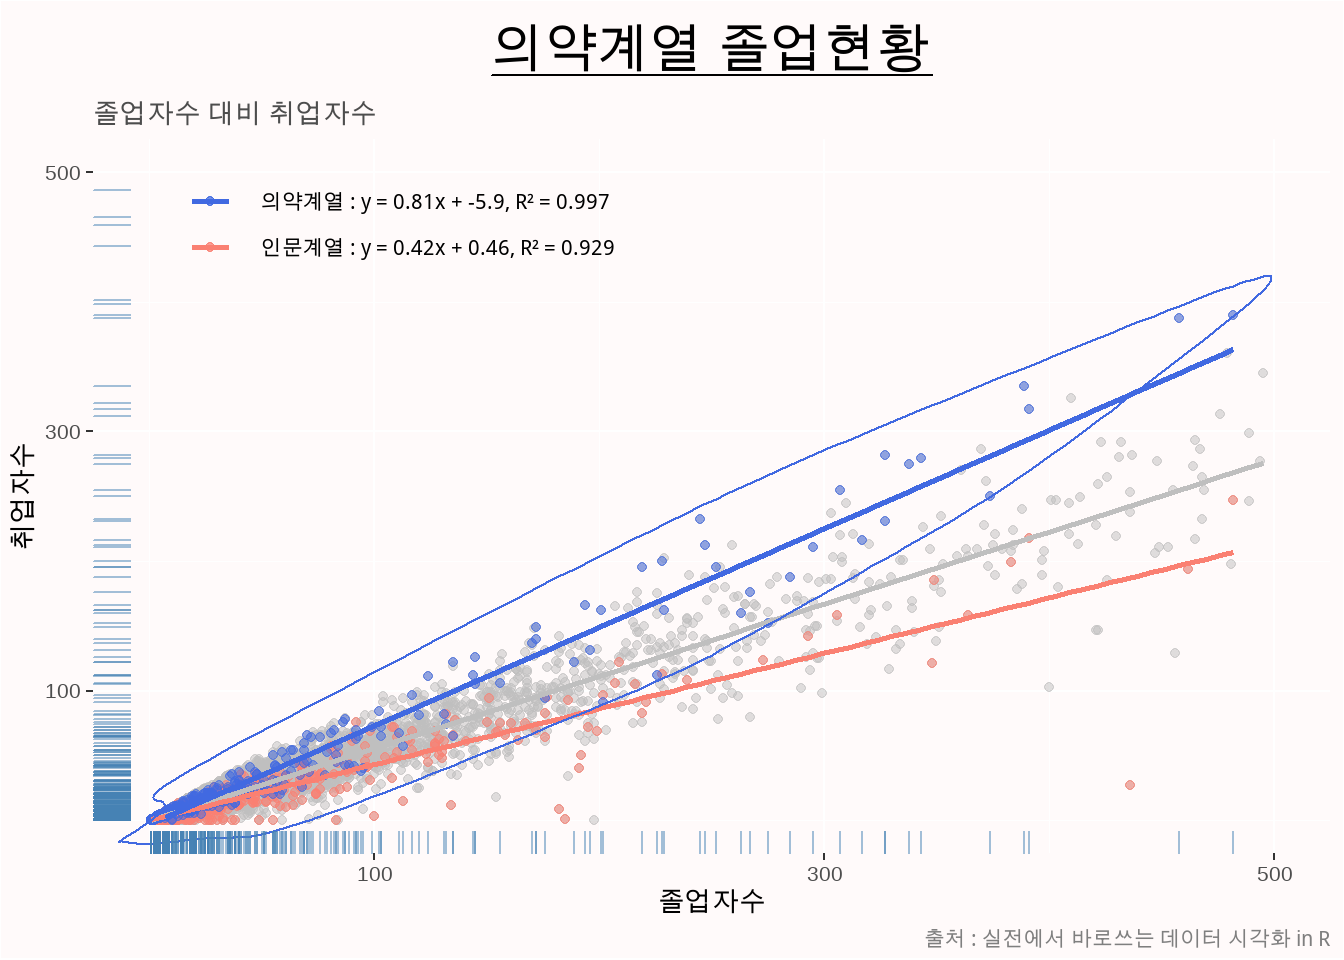 의약계열 졸업현황
졸업자수 대비 취업자수
500
의약계열 : y = 0.81x + -5.9, R² = 0.997
인문계열 : y = 0.42x + 0.46, R² = 0.929
300
취업자수
100
100 300 500
졸업자수
출처 : 실전에서 바로쓰는 데이터 시각화 in R